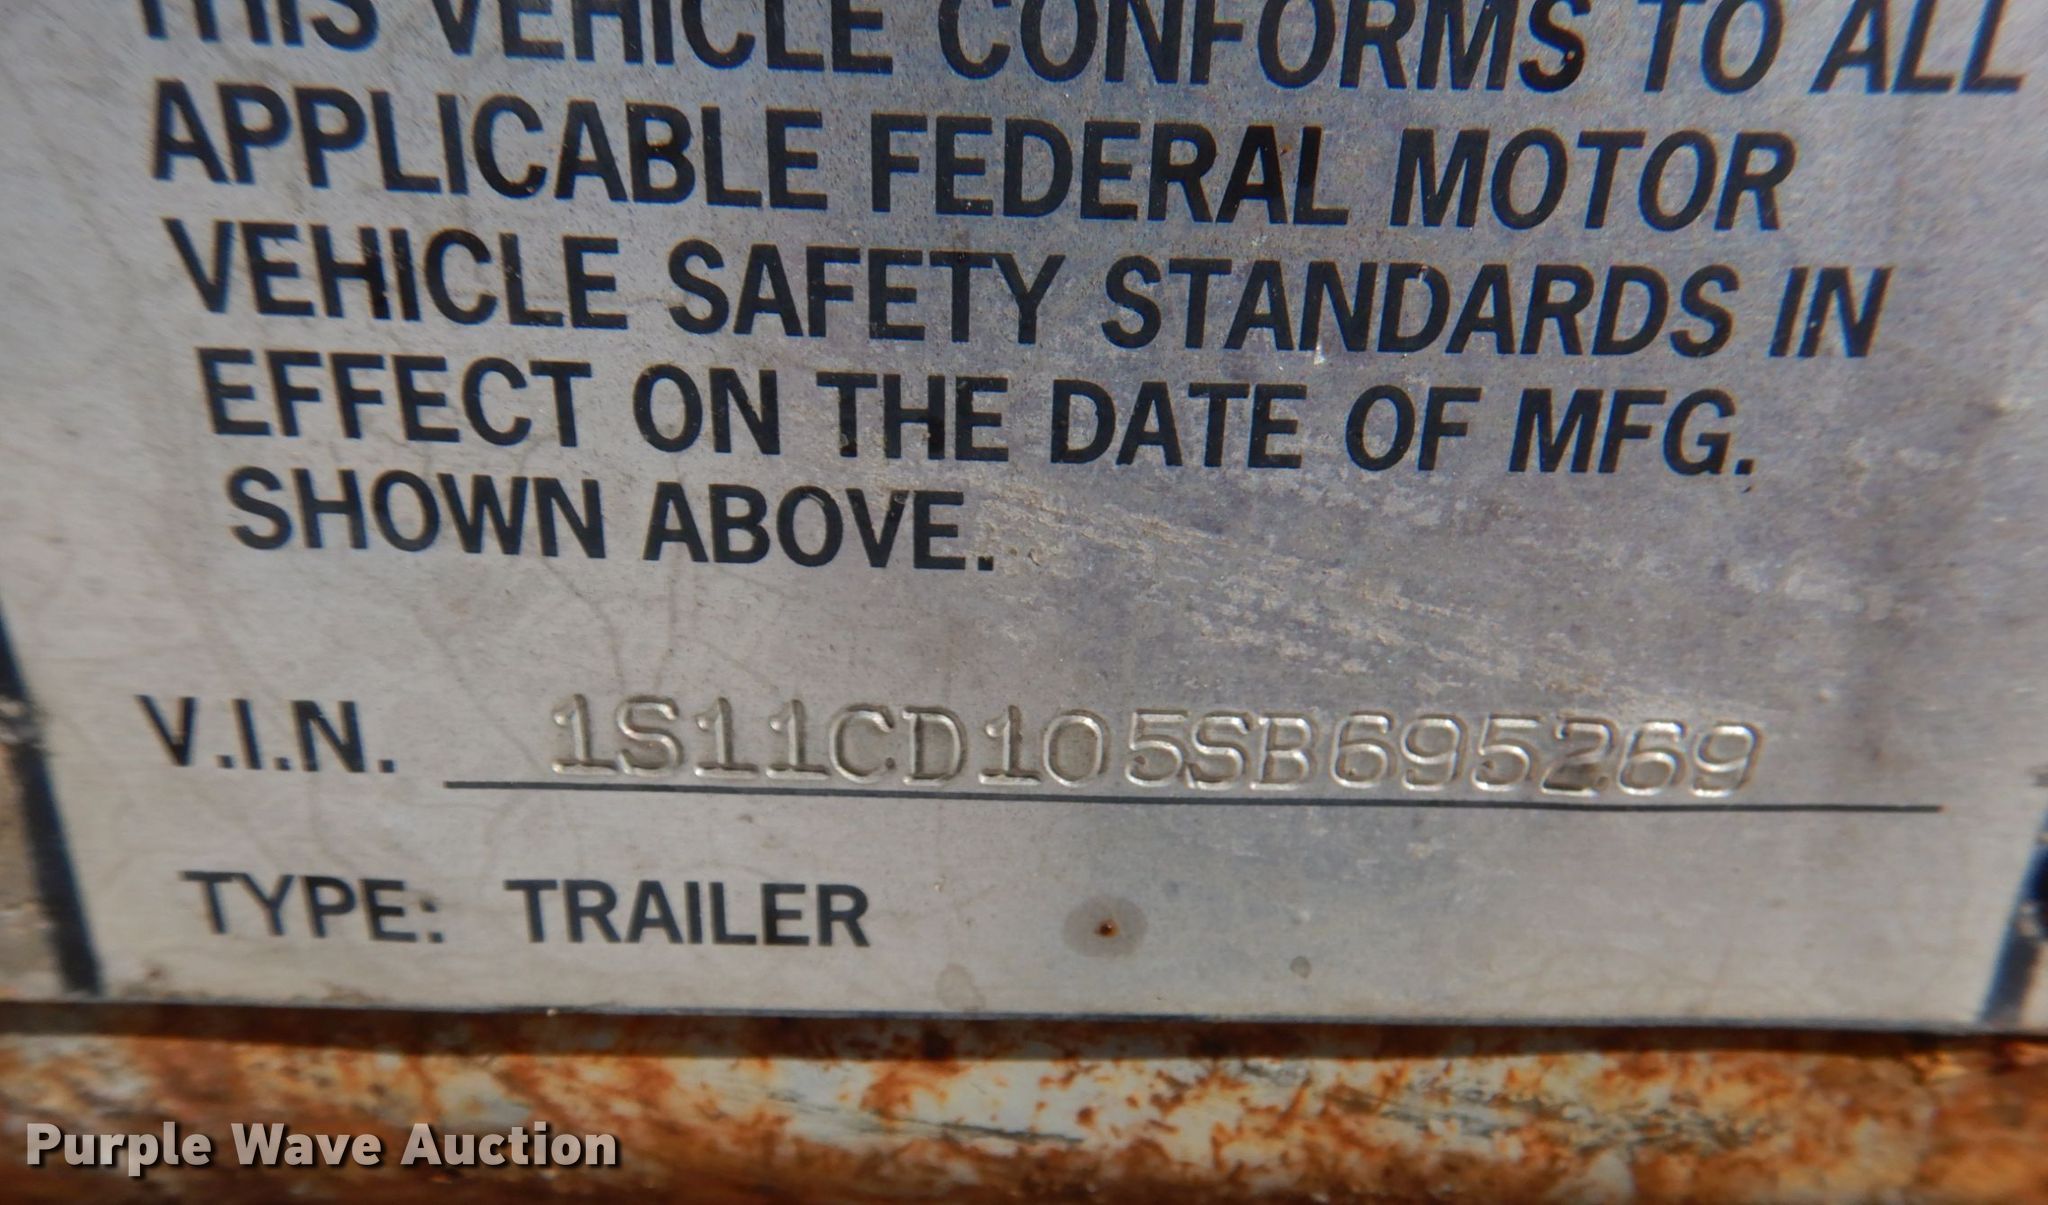 THIS VEHICLE CONFORMS TO ALL
APPLICABLE FEDERAL MOTOR
VEHICLE SAFETY STANDARDS IN
EFFECT ON THE DATE OF MFG.
SHOWN ABOVE.
V.I.N. 1S11CD105SB695269
TYPE: TRAILER
Purple Wave Auction